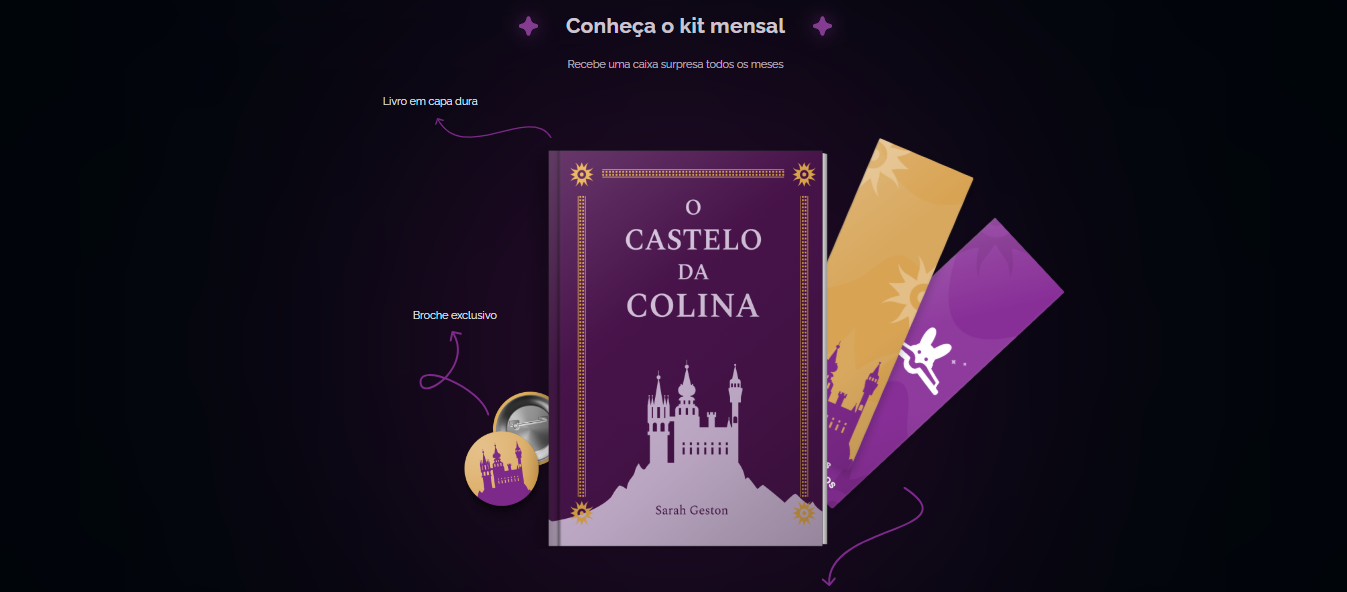 Conheça o kit mensal
Recebe uma caixa surpresa todos os meses
Livro em capa dura
O
CASTELO
DA
COLINA
Broche exclusivo
Sarah Geston